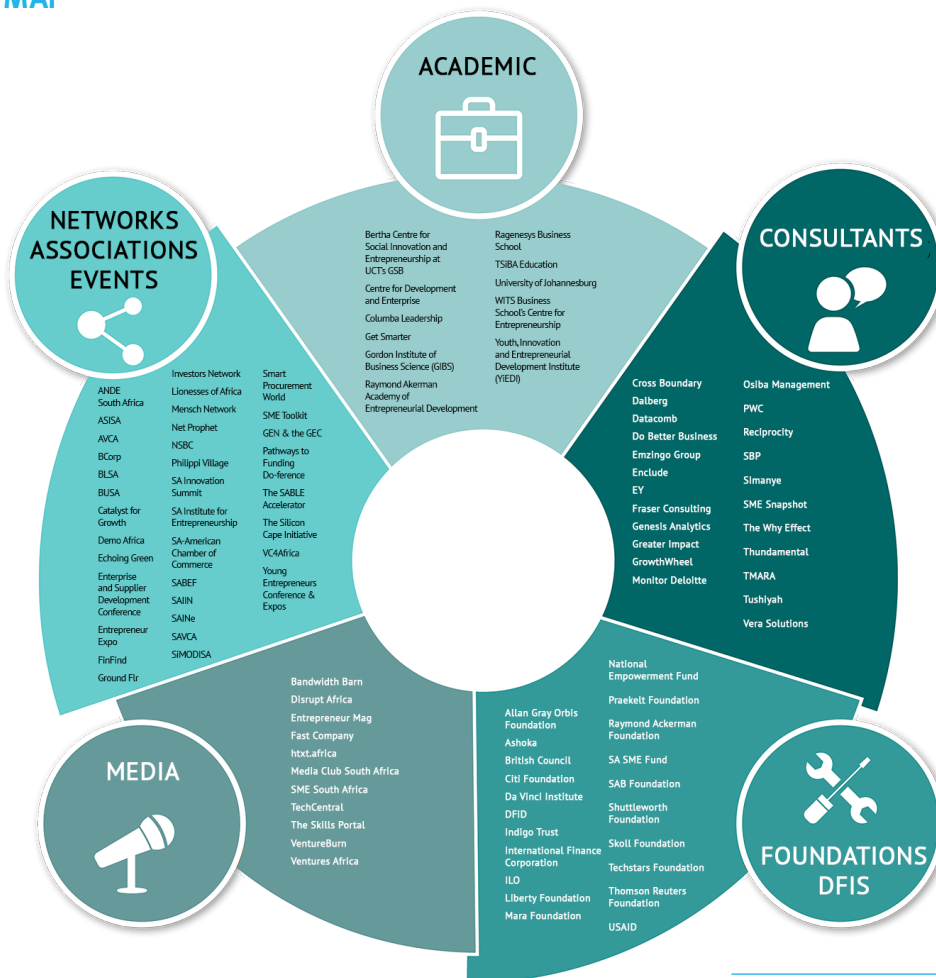 MAP
ACADEMIC
Bertha Centre for
Social Innovation and
Entrepreneurship at
UCT's GSB
Centre for Development
and Enterprise
Columba Leadership
Get Smarter
Gordon Institute of
Business Science (GIBS)
Raymond Akerman
Academy of
Entrepreneurial Development
Ragenesys Business
School
TSiBA Education
University of Johannesburg
WITS Business
School's Centre for
Entrepreneurship
Youth, Innovation
and Entrepreneurial
Development Institute
(YiEDI)
CONSULTANTS
Cross Boundary
Dalberg
Datacomb
Do Better Business
Emzingo Group
Enclude
EY
Fraser Consulting
Genesis Analytics
Greater Impact
GrowthWheel
Monitor Deloitte
Osiba Management
PWC
Reciprocity
SBP
SImanye
SME Snapshot
The Why Effect
Thundamental
TMARA
Tushiyah
Vera Solutions
FOUNDATIONS
DFIS
Allan Gray Orbis
Foundation
Ashoka
British Council
Citi Foundation
Da Vinci Institute
DFID
Indigo Trust
International Finance
Corporation
ILO
Liberty Foundation
Mara Foundation
National
Empowerment Fund
Praekelt Foundation
Raymond Ackerman
Foundation
SA SME Fund
SAB Foundation
Shuttleworth
Foundation
Skoll Foundation
Techstars Foundation
Thomson Reuters
Foundation
USAID
MEDIA
Bandwidth Barn
Disrupt Africa
Entrepreneur Mag
Fast Company
htxt.africa
Media Club South Africa
SME South Africa
TechCentral
The Skills Portal
VentureBurn
Ventures Africa
NETWORKS
ASSOCIATIONS
EVENTS
ANDE
South Africa
ASISA
AVCA
BCorp
BLSA
BUSA
Catalyst for
Growth
Demo Africa
Echoing Green
Enterprise
and Supplier
Development
Conference
Entrepreneur
Expo
FinFind
Ground Flr
Investors Network
Lionesses of Africa
Mensch Network
Net Prophet
NSBC
Philippi Village
SA Innovation
Summit
SA Institute for
Entrepreneurship
SA-American
Chamber of
Commerce
SABEF
SAIIN
SAINe
SAVCA
SiMODiSA
Smart
Procurement
World
SME Toolkit
GEN & the GEC
Pathways to
Funding
Do-ference
The SABLE
Accelerator
The Silicon
Cape Initiative
VC4Africa
Young
Entrepreneurs
Conference &
Expos